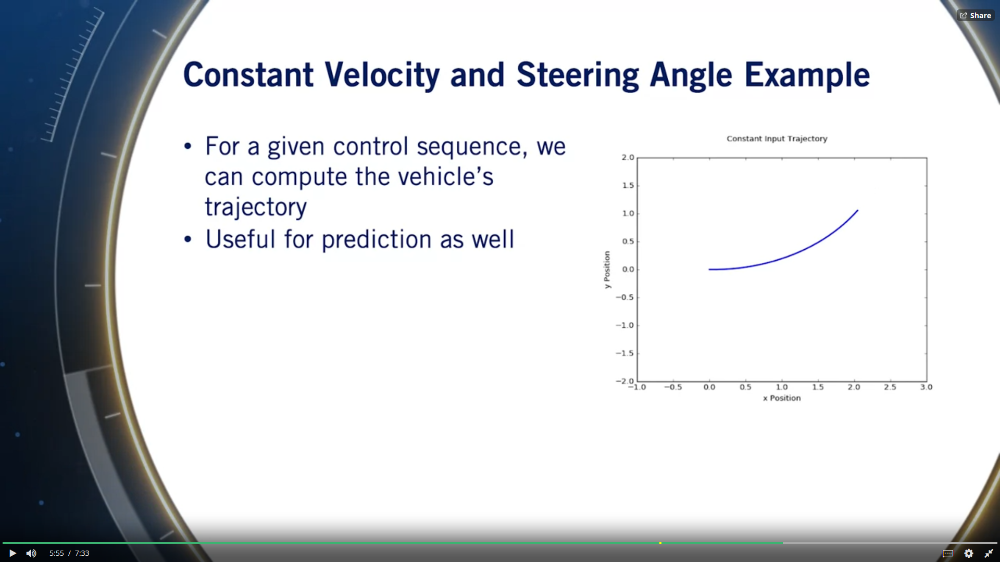 Share
Constant Velocity and Steering Angle Example
• For a given control sequence, we
can compute the vehicle’s
trajectory
• Useful for prediction as well
Constant Input Trajectory
2.0
1.5
1.0
0.5
0.0
−0.5
−1.0
−1.5
−2.0
y Position
−1.0 −0.5 0.0 0.5 1.0 1.5 2.0 2.5 3.0
x Position
5:55 / 7:33